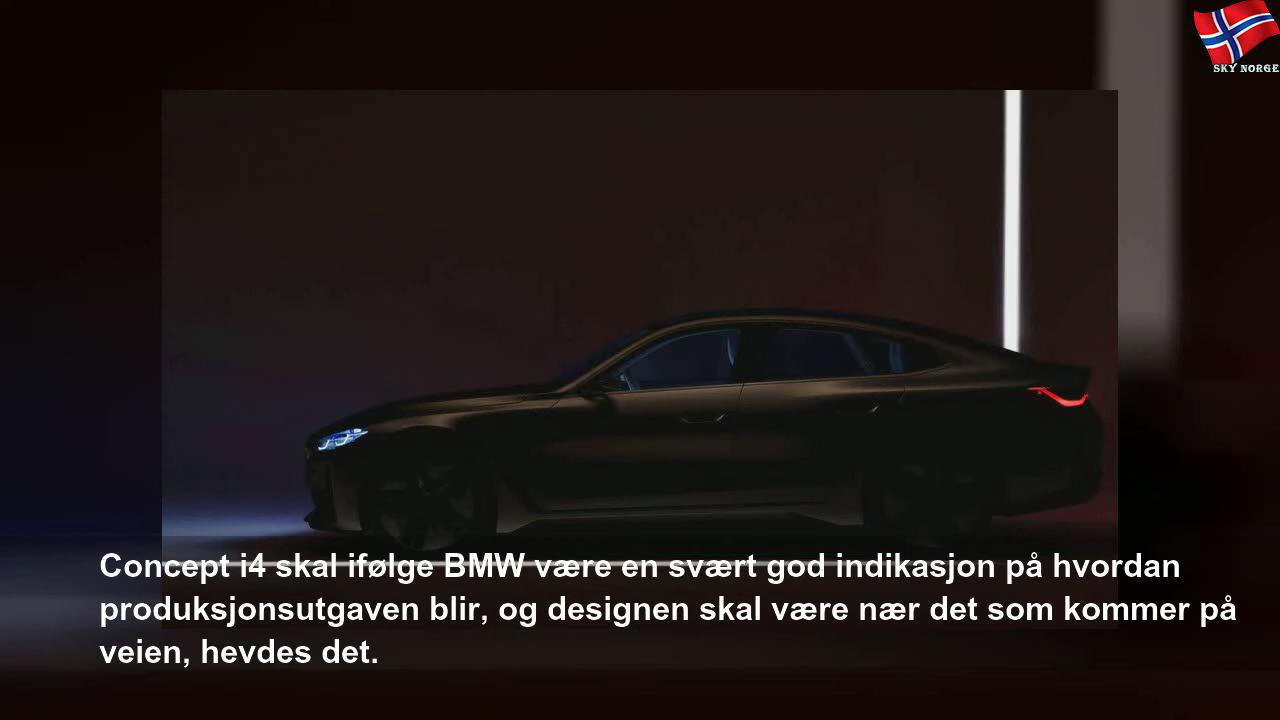 SKY NORGE
Concept i4 skal ifølge BMW være en svært god indikasjon på hvordan
produksjonsutgaven blir, og designen skal være nær det som kommer på
veien, hevdes det.